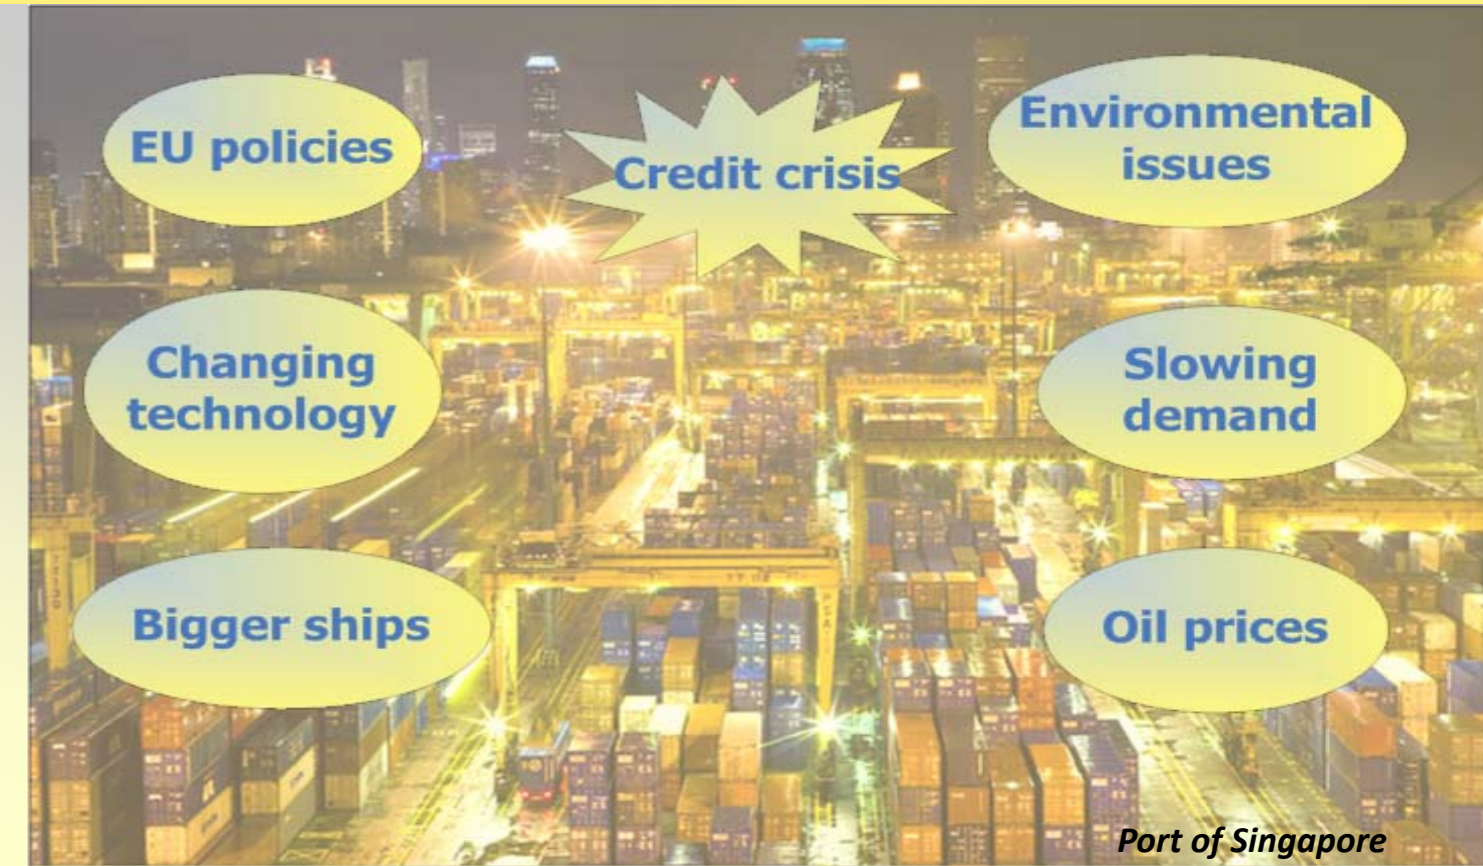 EU policies
Credit crisis
Environmental
issues
Changing
technology
Slowing
demand
Bigger ships
Oil prices
Port of Singapore